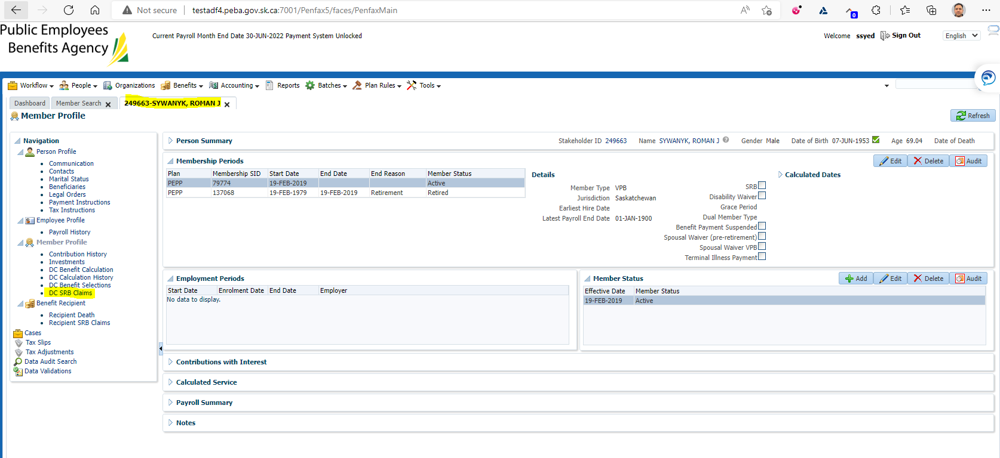 Not secure | testadf4.peba.gov.sk.ca:7001/Penfax5/faces/PenfaxMain
0
Public Employees
Benefits Agency
Current Payroll Month End Date 30-JUN-2022 Payment System Unlocked
Welcome ssyed Sign Out English
Workflow People Organizations Benefits Accounting Reports Batches Plan Rules Tools
Dashboard Member Search 249663-SYWANYK, ROMAN J
Member Profile
Refresh
Navigation
Person Profile
Communication
Contacts
Marital Status
Beneficiaries
Legal Orders
Payment Instructions
Tax Instructions
Employee Profile
Payroll History
Member Profile
Contribution History
Investments
DC Benefit Calculation
DC Calculation History
DC Benefit Selections
DC SRB Claims
Benefit Recipient
Recipient Death
Recipient SRB Claims
Cases
Tax Slips
Tax Adjustments
Data Audit Search
Data Validations
Person Summary Stakeholder ID 249663 Name SYWANYK, ROMAN J Gender Male Date of Birth 07-JUN-1953 Age 69.04 Date of Death
Membership Periods Edit Delete Audit
Plan Membership SID Start Date End Date End Reason Member Status
PEPP 79774 19-FEB-2019 Active
PEPP 137068 19-FEB-1979 19-FEB-2019 Retirement Retired
Details
Member Type VPB
Jurisdiction Saskatchewan
Earliest Hire Date
Latest Payroll End Date 01-JAN-1900
SRB
Disability Waiver
Grace Period
Dual Member Type
Benefit Payment Suspended
Spousal Waiver (pre-retirement)
Spousal Waiver VPB
Terminal Illness Payment
Calculated Dates
Employment Periods
Start Date Enrolment Date End Date Employer
No data to display.
Member Status Add Edit Delete Audit
Effective Date Member Status
19-FEB-2019 Active
Contributions with Interest
Calculated Service
Payroll Summary
Notes